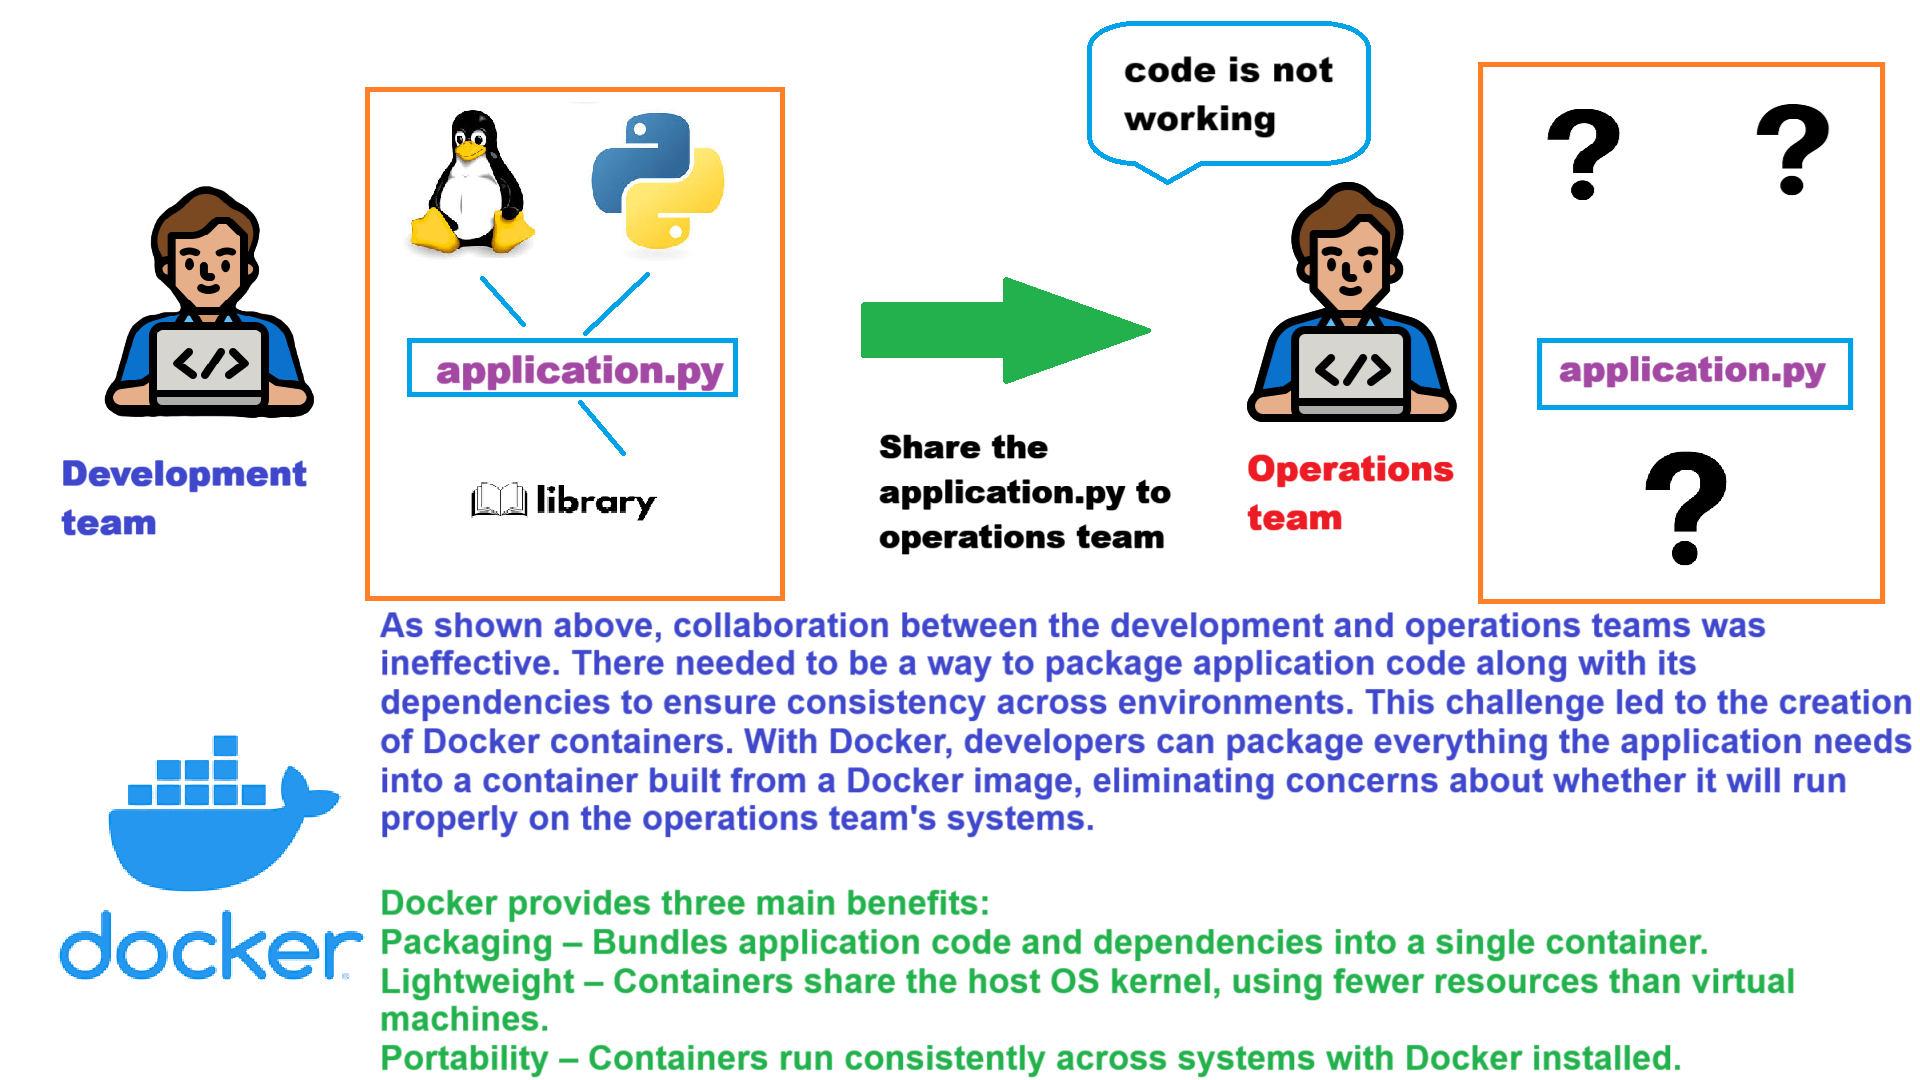 code is not
working
application.py
library
Development
team
Share the
application.py to
operations team
Operations
team
application.py
As shown above, collaboration between the development and operations teams was
ineffective. There needed to be a way to package application code along with its
dependencies to ensure consistency across environments. This challenge led to the creation
of Docker containers. With Docker, developers can package everything the application needs
into a container built from a Docker image, eliminating concerns about whether it will run
properly on the operations team's systems.
docker
Docker provides three main benefits:
Packaging – Bundles application code and dependencies into a single container.
Lightweight – Containers share the host OS kernel, using fewer resources than virtual
machines.
Portability – Containers run consistently across systems with Docker installed.